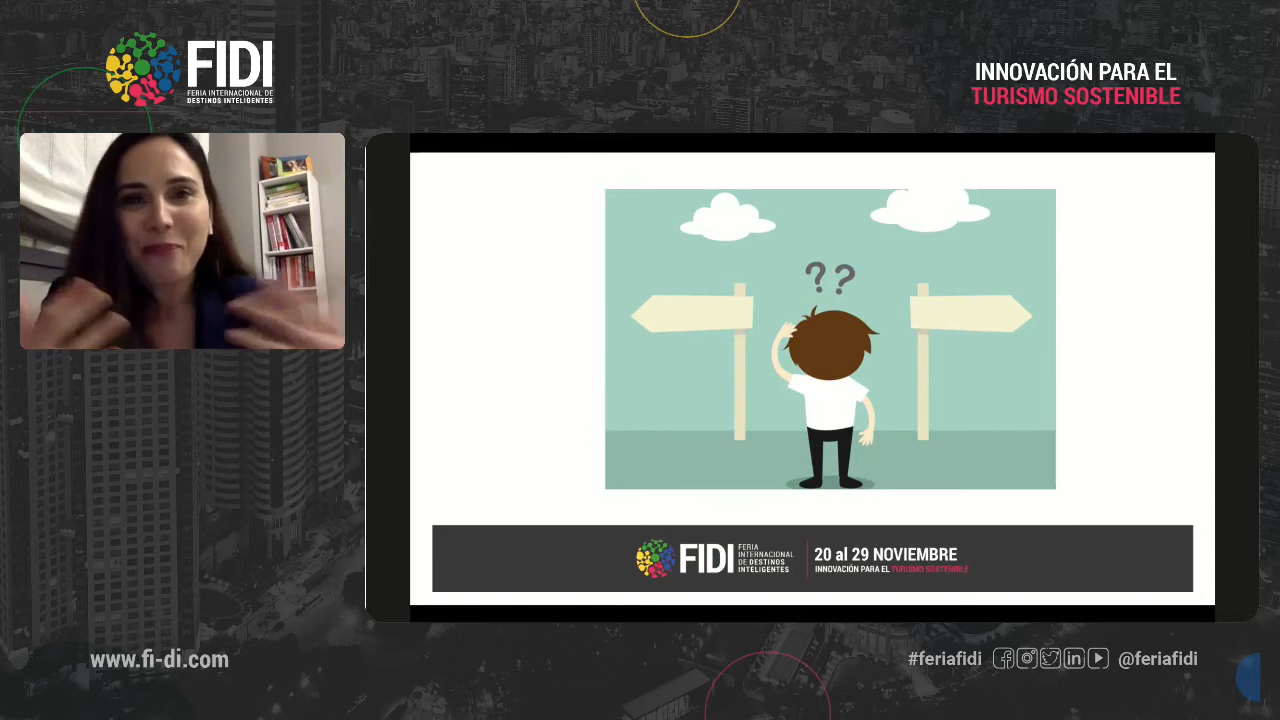 FIDI
FERIA INTERNACIONAL DE
DESTINOS INTELIGENTES
INNOVACIÓN PARA EL
TURISMO SOSTENIBLE
??
FIDI
FERIA
INTERNACIONAL
DE DESTINOS
INTELIGENTES
20 al 29 NOVIEMBRE
INNOVACIÓN PARA EL TURISMO SOSTENIBLE
www.fi-di.com
#feriafidi
@feriafidi